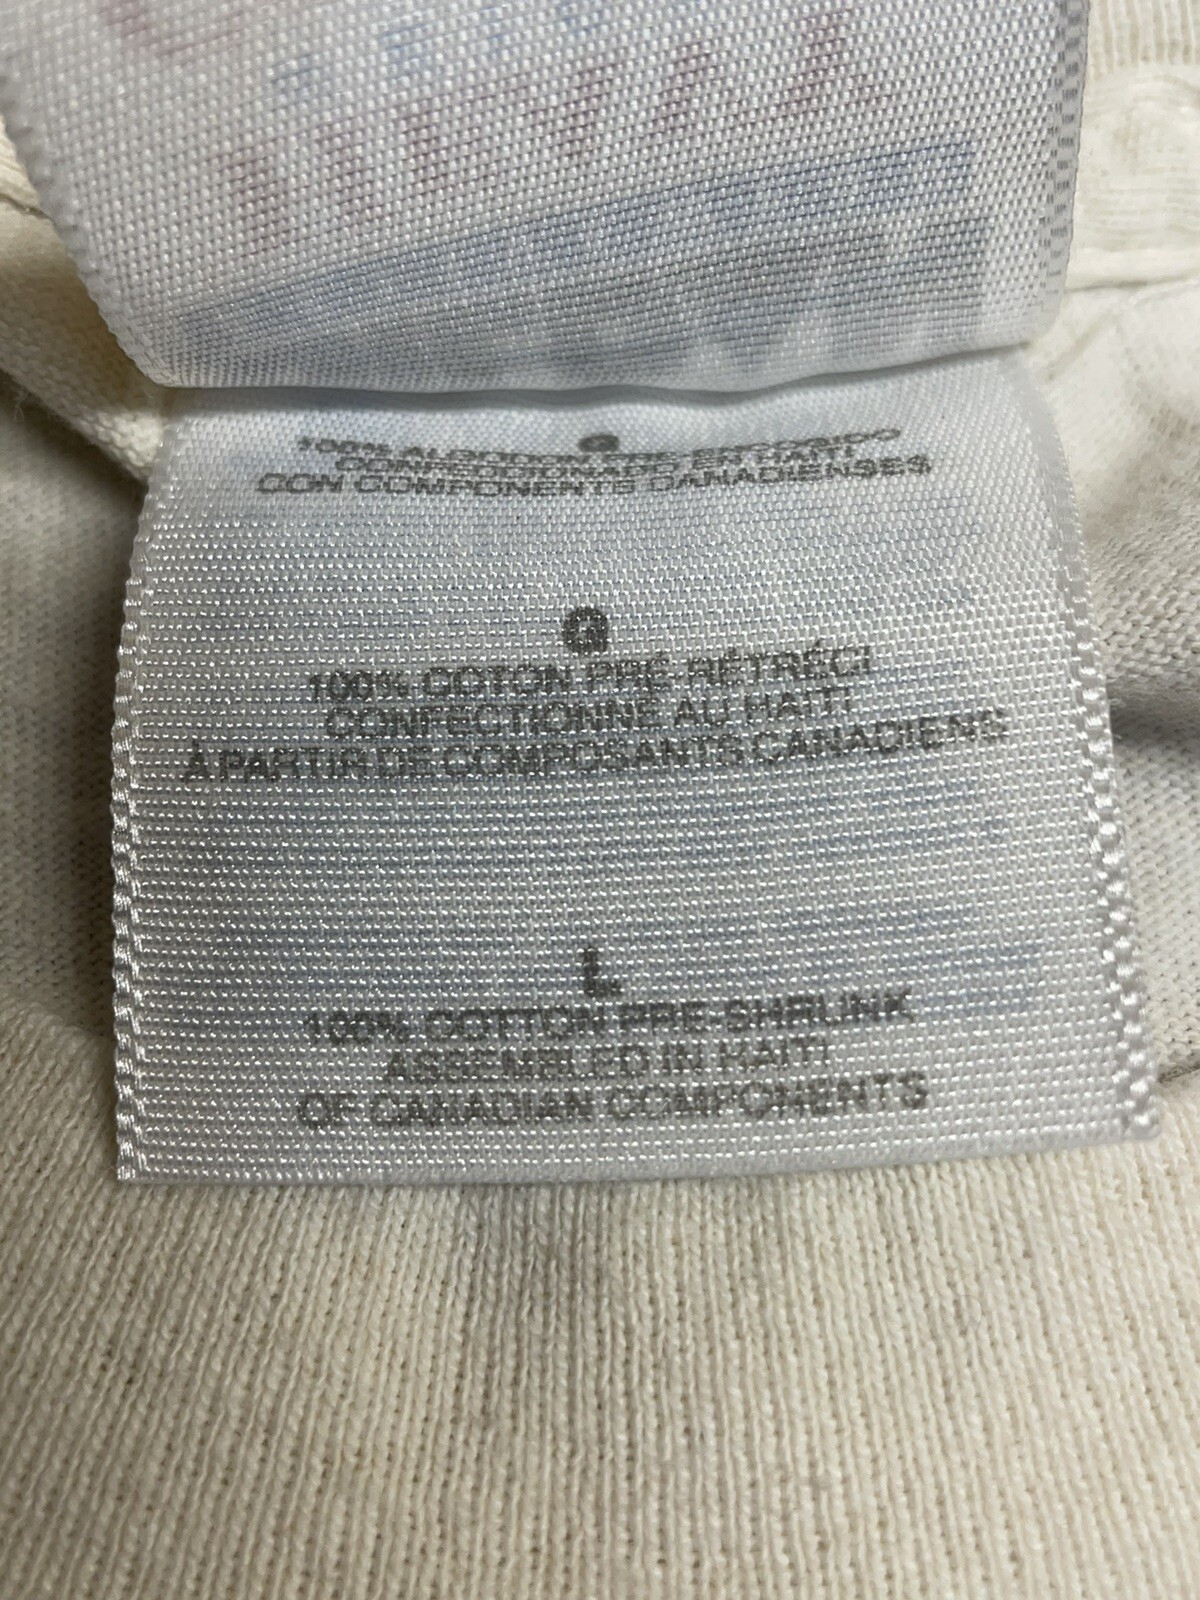 G
100% ALGODON PRE-ENCOGIDO
CONFECCIONADO EN HAITI
CON COMPONENTS CANADIENSES
G
100% COTON PRÉ-RÉTRÉCI
CONFECTIONNÉ AU HAITI
À PARTIR DE COMPOSANTS CANADIENS
L
100% COTTON PRE-SHRUNK
ASSEMBLED IN HAITI
OF CANADIAN COMPONENTS